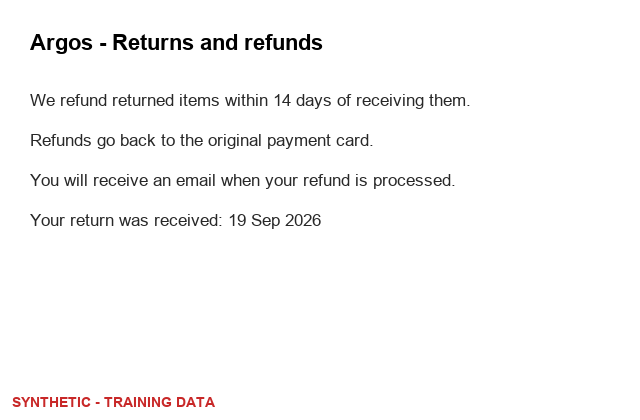 Argos - Returns and refunds
We refund returned items within 14 days of receiving them.
Refunds go back to the original payment card.
You will receive an email when your refund is processed.
Your return was received: 19 Sep 2026
SYNTHETIC - TRAINING DATA